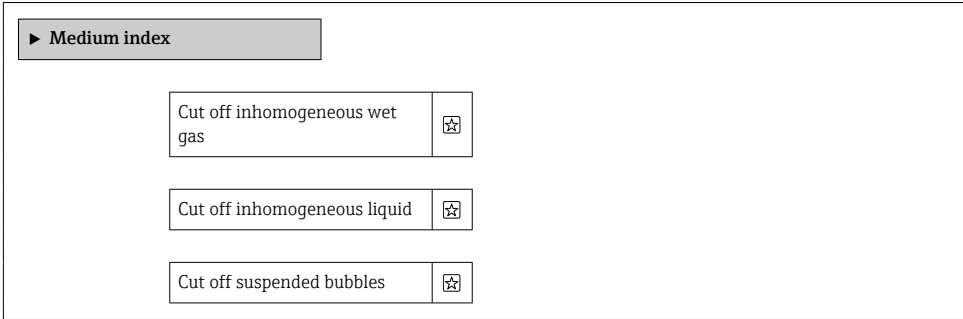 ▶ Medium index
Cut off inhomogeneous wet
gas
Cut off inhomogeneous liquid
Cut off suspended bubbles